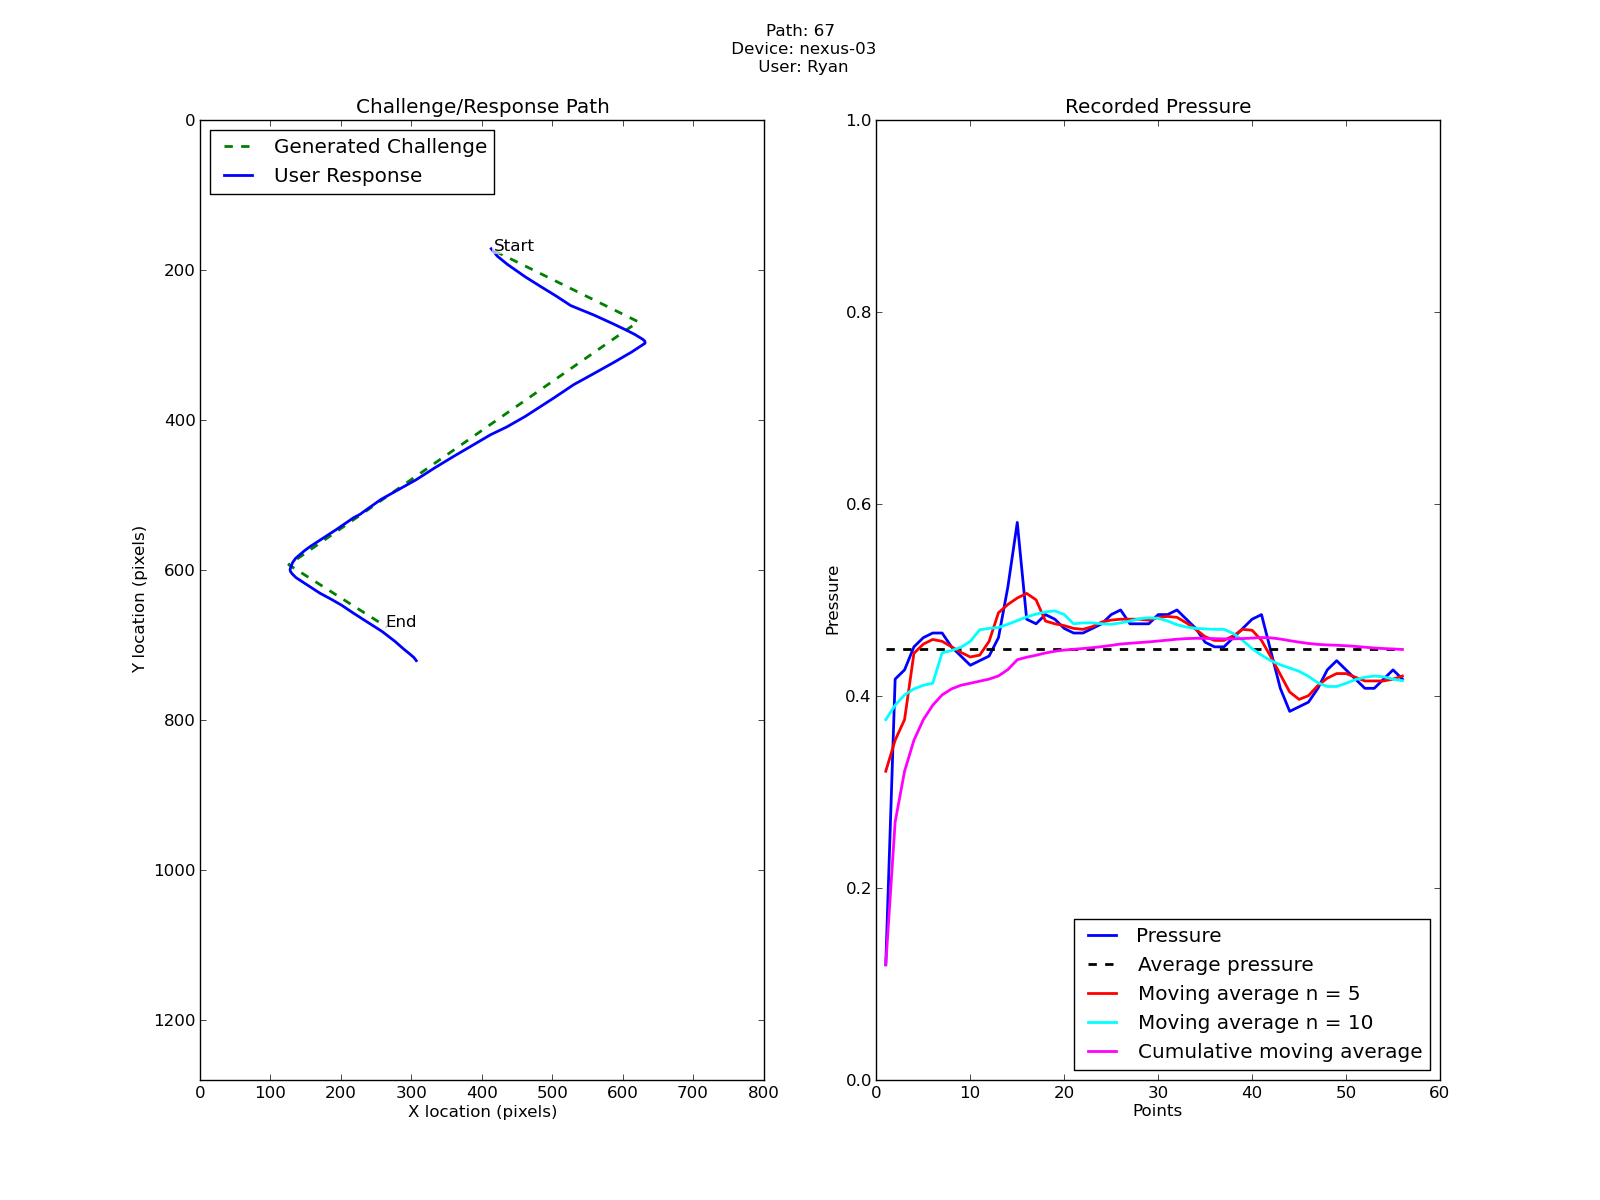 Path: 67
Device: nexus-03
User: Ryan
Challenge/Response Path
Generated Challenge
User Response
Start
End
0
200
400
600
800
1000
1200
Y location (pixels)
0 100 200 300 400 500 600 700 800
X location (pixels)
Recorded Pressure
1.0
0.8
0.6
0.4
0.2
0.0
Pressure
Pressure
Average pressure
Moving average n = 5
Moving average n = 10
Cumulative moving average
0 10 20 30 40 50 60
Points